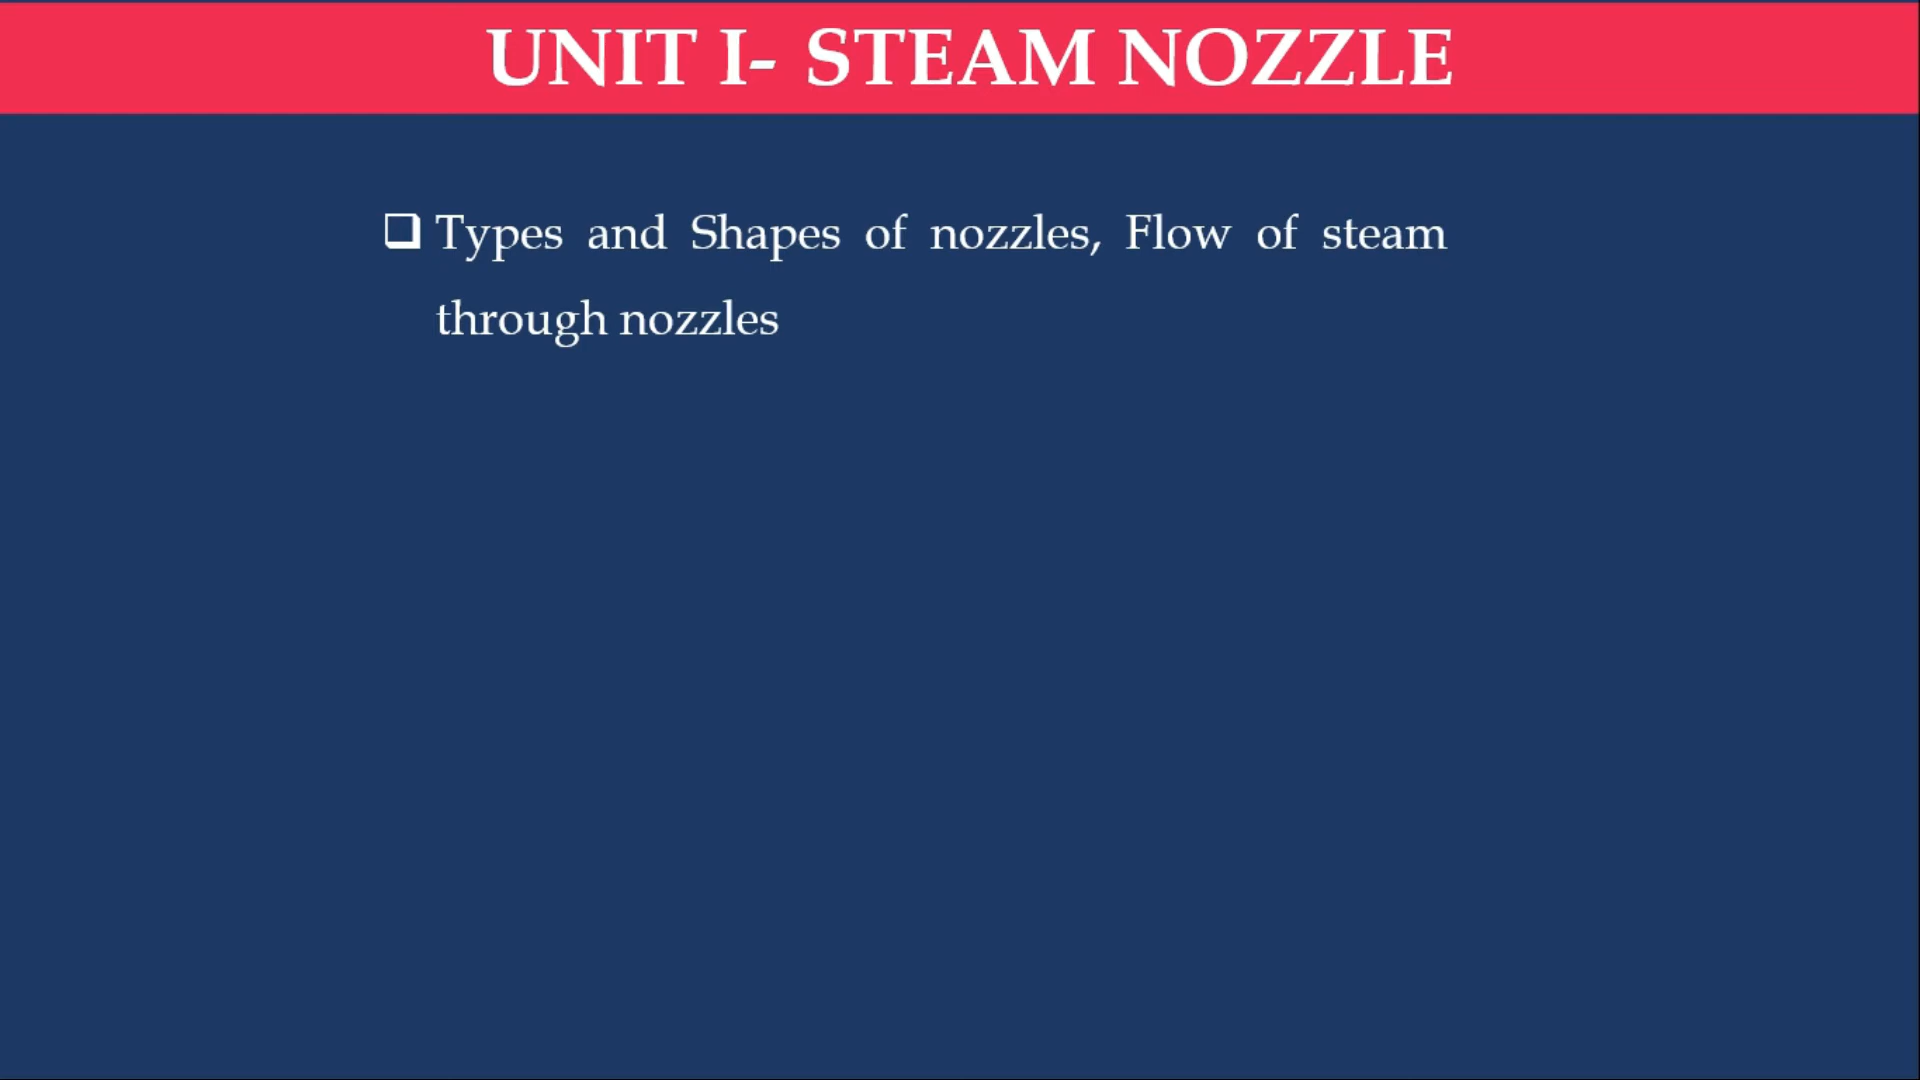 UNIT I- STEAM NOZZLE
❑ Types and Shapes of nozzles, Flow of steam
through nozzles